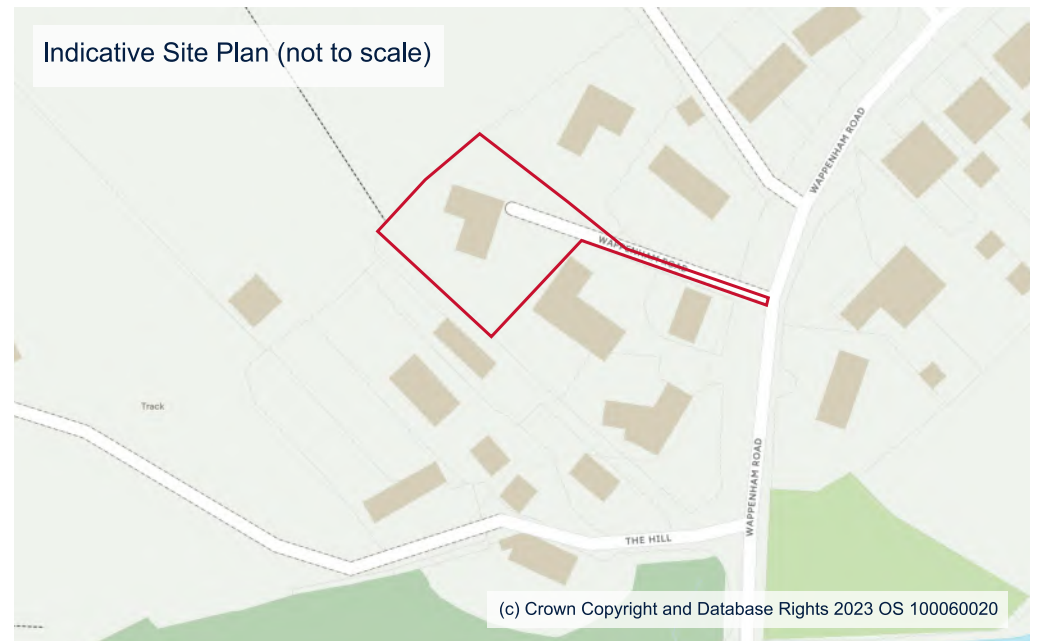 Indicative Site Plan (not to scale)
WAPPENHAM ROAD
WAPPENHAM ROAD
Track
WAPPENHAM ROAD
THE HILL
(c) Crown Copyright and Database Rights 2023 OS 100060020